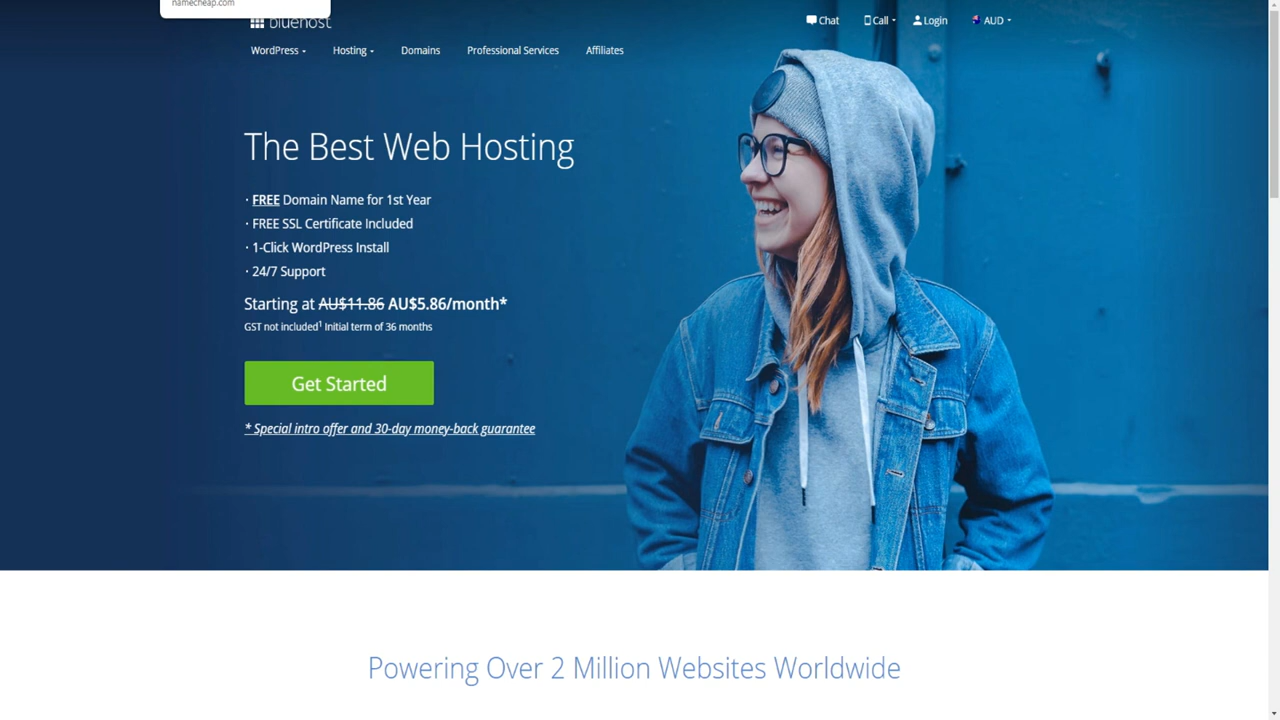 namecheap.com
bluehost
Chat
Call
Login
AUD
WordPress
Hosting
Domains
Professional Services
Affiliates
The Best Web Hosting
· FREE Domain Name for 1st Year
· FREE SSL Certificate Included
· 1-Click WordPress Install
· 24/7 Support
Starting at AU$11.86 AU$5.86/month*
GST not included¹ Initial term of 36 months
Get Started
* Special intro offer and 30-day money-back guarantee
Powering Over 2 Million Websites Worldwide